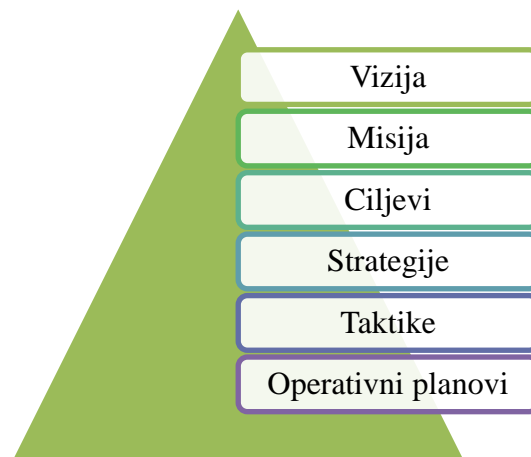 Vizija
Misija
Ciljevi
Strategije
Taktike
Operativni planovi